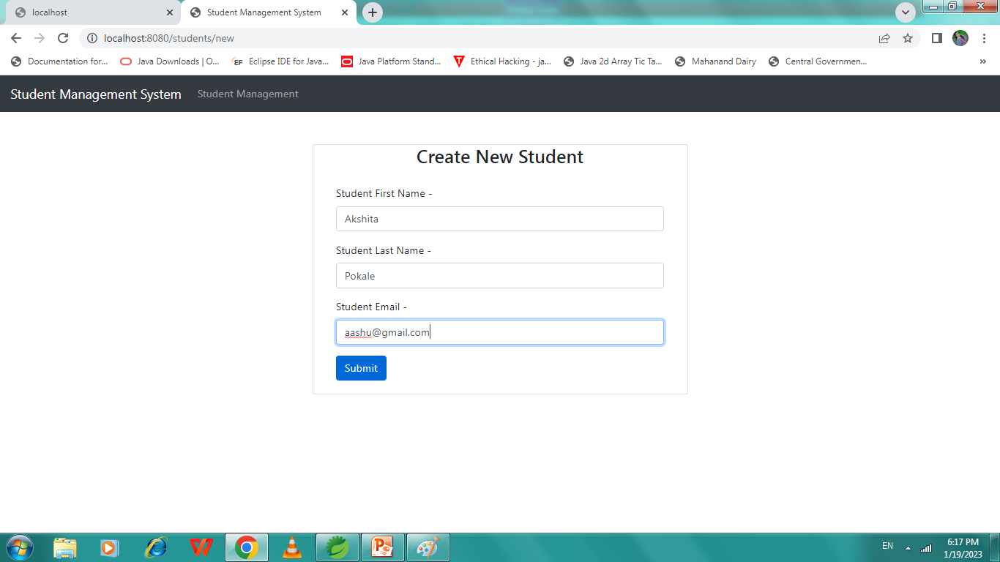 localhost
Student Management System
localhost:8080/students/new
Documentation for...
Java Downloads | O...
EF Eclipse IDE for Java...
Java Platform Stand...
T Ethical Hacking - ja...
Java 2d Array Tic Ta...
Mahanand Dairy
Central Governmen...
»
Student Management System
Student Management
Create New Student
Student First Name -
Akshita
Student Last Name -
Pokale
Student Email -
aashu@gmail.com
Submit
EN
6:17 PM
1/19/2023